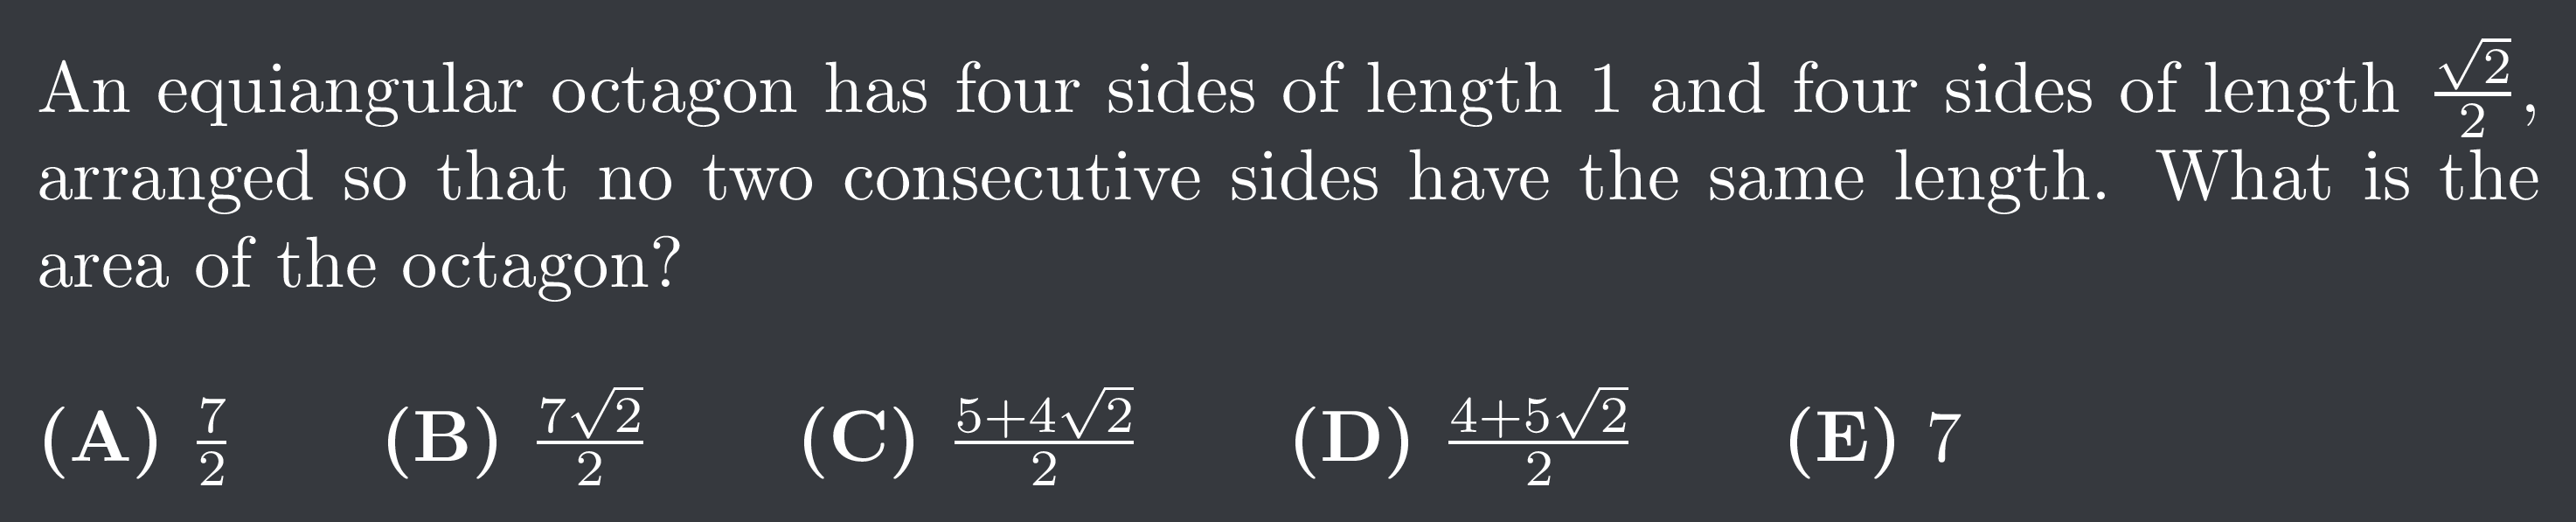 An equiangular octagon has four sides of length 1 and four sides of length $\frac{\sqrt{2}}{2}$,
arranged so that no two consecutive sides have the same length. What is the
area of the octagon?
(A) $\frac{7}{2}$ (B) $\frac{7\sqrt{2}}{2}$ (C) $\frac{5+4\sqrt{2}}{2}$ (D) $\frac{4+5\sqrt{2}}{2}$ (E) 7